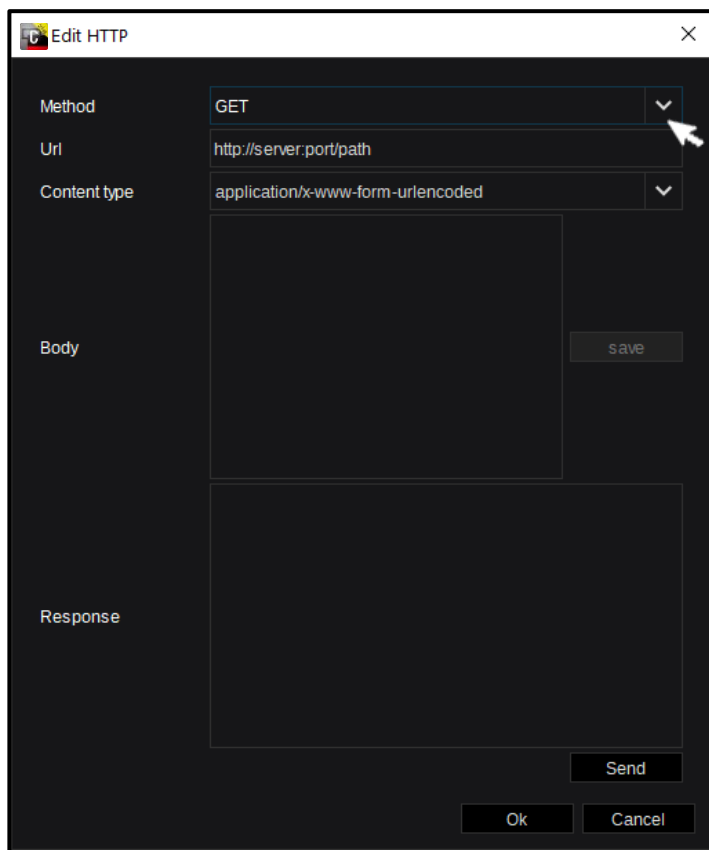 Edit HTTP
Method
GET
Url
http://server:port/path
Content type
application/x-www-form-urlencoded
Body
save
Response
Send
Ok
Cancel